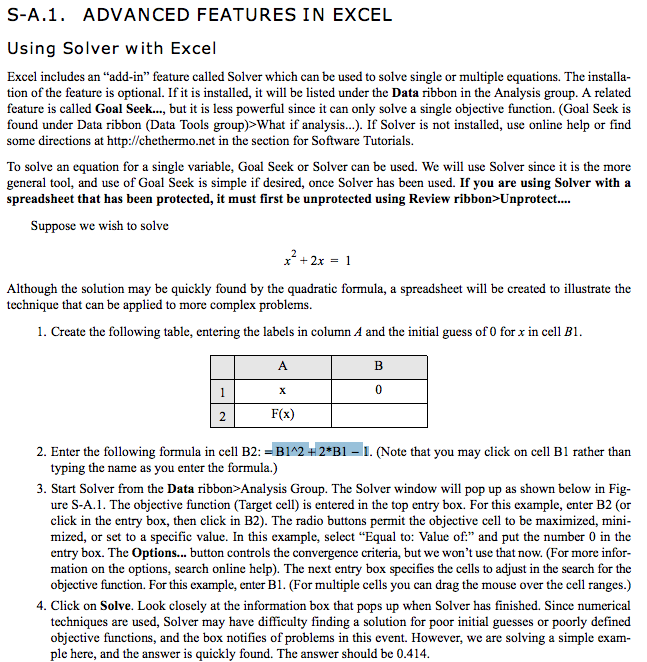 S-A.1. ADVANCED FEATURES IN EXCEL
Using Solver with Excel
Excel includes an “add-in” feature called Solver which can be used to solve single or multiple equations. The installa-
tion of the feature is optional. If it is installed, it will be listed under the Data ribbon in the Analysis group. A related
feature is called Goal Seek..., but it is less powerful since it can only solve a single objective function. (Goal Seek is
found under Data ribbon (Data Tools group)>What if analysis...). If Solver is not installed, use online help or find
some directions at http://chethermo.net in the section for Software Tutorials.
To solve an equation for a single variable, Goal Seek or Solver can be used. We will use Solver since it is the more
general tool, and use of Goal Seek is simple if desired, once Solver has been used. If you are using Solver with a
spreadsheet that has been protected, it must first be unprotected using Review ribbon>Unprotect....
Suppose we wish to solve
x² + 2x = 1
Although the solution may be quickly found by the quadratic formula, a spreadsheet will be created to illustrate the
technique that can be applied to more complex problems.
1. Create the following table, entering the labels in column A and the initial guess of 0 for x in cell B1.
A B
1 x 0
2 F(x)
2. Enter the following formula in cell B2: = B1^2 + 2*B1 – 1. (Note that you may click on cell B1 rather than
typing the name as you enter the formula.)
3. Start Solver from the Data ribbon>Analysis Group. The Solver window will pop up as shown below in Fig-
ure S-A.1. The objective function (Target cell) is entered in the top entry box. For this example, enter B2 (or
click in the entry box, then click in B2). The radio buttons permit the objective cell to be maximized, mini-
mized, or set to a specific value. In this example, select “Equal to: Value of:” and put the number 0 in the
entry box. The Options... button controls the convergence criteria, but we won’t use that now. (For more infor-
mation on the options, search online help). The next entry box specifies the cells to adjust in the search for the
objective function. For this example, enter B1. (For multiple cells you can drag the mouse over the cell ranges.)
4. Click on Solve. Look closely at the information box that pops up when Solver has finished. Since numerical
techniques are used, Solver may have difficulty finding a solution for poor initial guesses or poorly defined
objective functions, and the box notifies of problems in this event. However, we are solving a simple exam-
ple here, and the answer is quickly found. The answer should be 0.414.